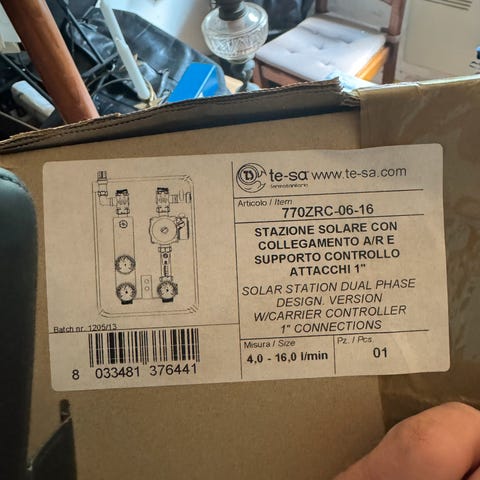 te-sa www.te-sa.com
termosanitaria
Articolo / Item
770ZRC-06-16
STAZIONE SOLARE CON
COLLEGAMENTO A/R E
SUPPORTO CONTROLLO
ATTACCHI 1"
SOLAR STATION DUAL PHASE
DESIGN. VERSION
W/CARRIER CONTROLLER
1" CONNECTIONS
Misura / Size
4,0 - 16,0 l/min
Pz. / Pcs.
01
Batch nr. 1205/13
8 033481 376441